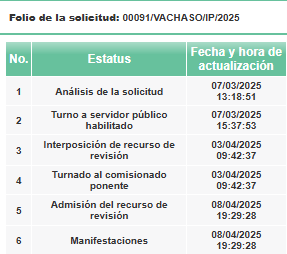 Folio de la solicitud: 00091/VACHASO/IP/2025
No. Estatus Fecha y hora de
actualización
1 Análisis de la solicitud 07/03/2025
13:18:51
2 Turno a servidor público
habilitado 07/03/2025
15:37:53
3 Interposición de recurso de
revisión 03/04/2025
09:42:37
4 Turnado al comisionado
ponente 03/04/2025
09:42:37
5 Admisión del recurso de
revisión 08/04/2025
19:29:28
6 Manifestaciones 08/04/2025
19:29:28